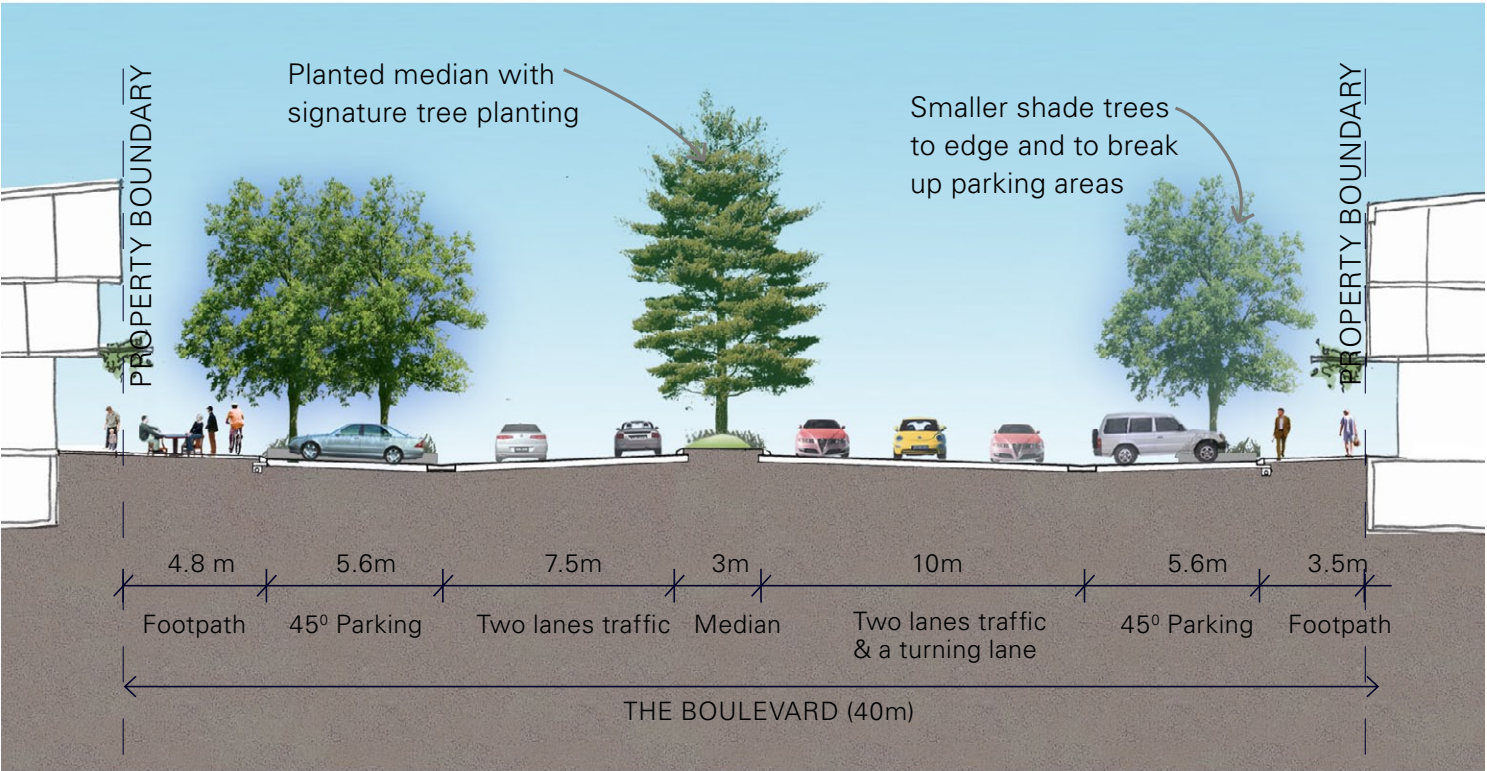 PROPERTY BOUNDARY
Planted median with
signature tree planting
Smaller shade trees
to edge and to break
up parking areas
PROPERTY BOUNDARY
4.8 m
5.6m
7.5m
3m
10m
5.6m
3.5m
Footpath
45⁰ Parking
Two lanes traffic
Median
Two lanes traffic
& a turning lane
45⁰ Parking
Footpath
THE BOULEVARD (40m)